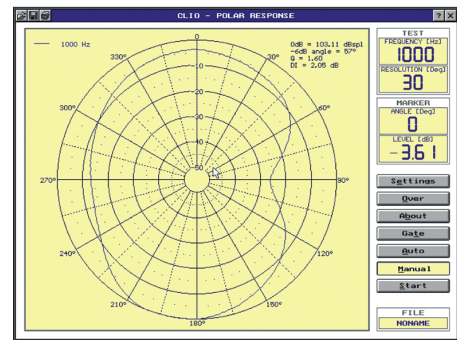 CLIO - POLAR RESPONSE
? ×
1000 Hz
0dB = 103.11 dBspl
-6dB angle = 57°
Q = 1.60
DI = 2.05 dB
0
330°
30°
-10
300°
60°
-20
-30
-40
-50
270°
90°
240°
120°
210°
150°
180°
TEST
FREQUENCY [Hz]
1000
RESOLUTION [Deg]
30
MARKER
ANGLE [Deg]
0
LEVEL [dB]
-3.61
Settings
Over
About
Gate
Auto
Manual
Start
FILE
NONAME